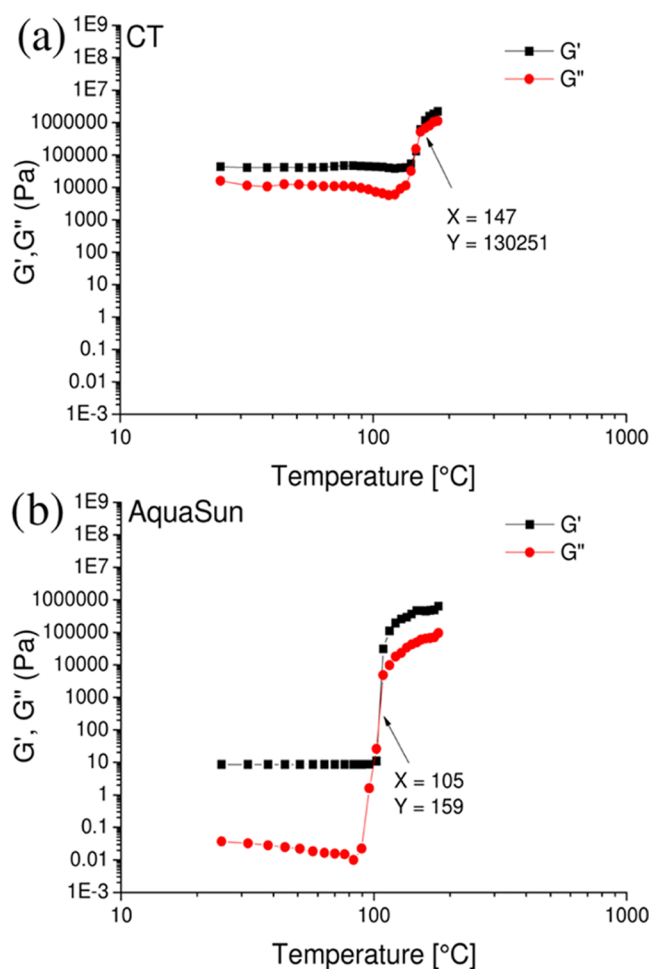 (a) CT
G'
G"
1E9
1E8
1E7
1000000
100000
10000
1000
100
10
1
0.1
0.01
1E-3
G',G" (Pa)
X = 147
Y = 130251
10
100
1000
Temperature [°C]
(b) AquaSun
G'
G"
1E9
1E8
1E7
1000000
100000
10000
1000
100
10
1
0.1
0.01
1E-3
G', G" (Pa)
X = 105
Y = 159
10
100
1000
Temperature [°C]